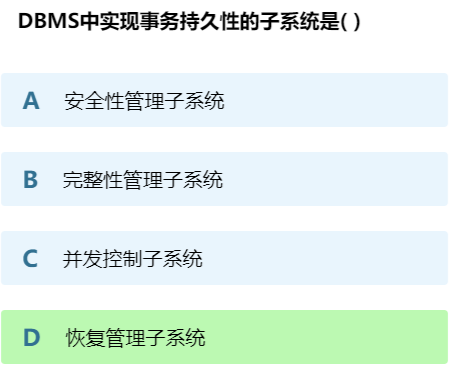 DBMS中实现事务持久性的子系统是( )
A 安全性管理子系统
B 完整性管理子系统
C 并发控制子系统
D 恢复管理子系统